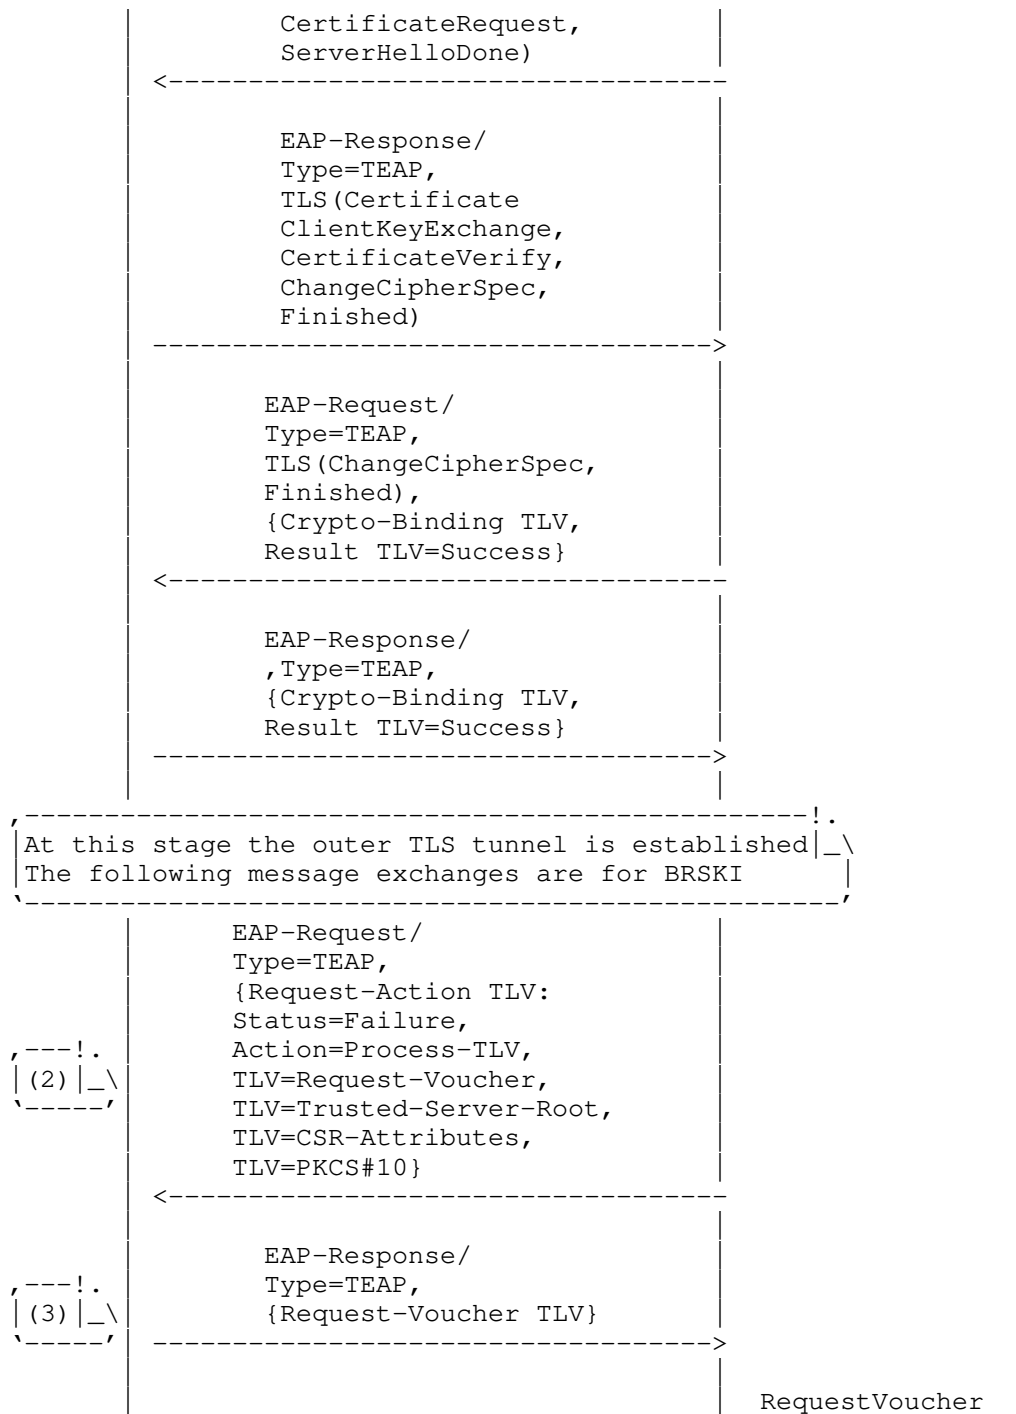 CertificateRequest,
ServerHelloDone)
<-----------------------------------
EAP-Response/
Type=TEAP,
TLS(Certificate
ClientKeyExchange,
CertificateVerify,
ChangeCipherSpec,
Finished)
----------------------------------->
EAP-Request/
Type=TEAP,
TLS(ChangeCipherSpec,
Finished),
{Crypto-Binding TLV,
Result TLV=Success}
<-----------------------------------
EAP-Response/
,Type=TEAP,
{Crypto-Binding TLV,
Result TLV=Success}
----------------------------------->
,-------------------------------------------------!.
|At this stage the outer TLS tunnel is established|_\
|The following message exchanges are for BRSKI |
‘---------------------------------------------------’
EAP-Request/
Type=TEAP,
{Request-Action TLV:
Status=Failure,
,---!. Action=Process-TLV,
|(2)|_\ TLV=Request-Voucher,
‘-----’ TLV=Trusted-Server-Root,
TLV=CSR-Attributes,
TLV=PKCS#10}
<-----------------------------------
EAP-Response/
,---!. Type=TEAP,
|(3)|_\ {Request-Voucher TLV}
‘-----’ ----------------------------------->
RequestVoucher